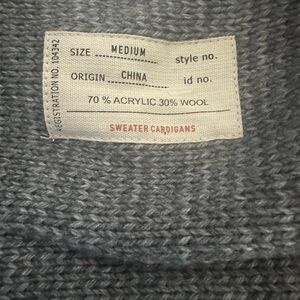 SIZE MEDIUM style no.
ORIGIN CHINA id no.
70 % ACRYLIC 30% WOOL
SWEATER CARDIGANS
REGISTRATION NO. 104342